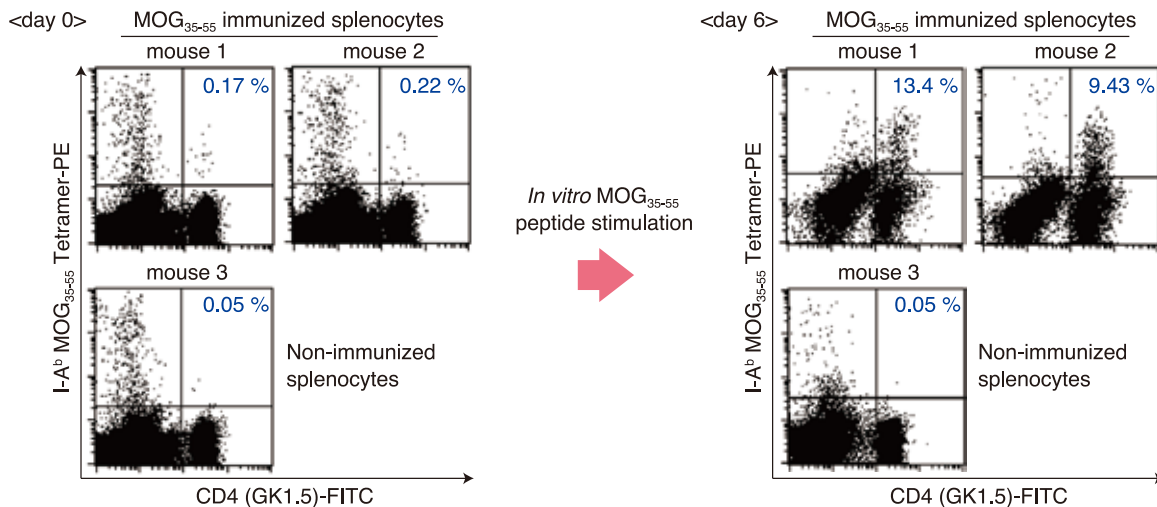 <day 0>
MOG35-55 immunized splenocytes
mouse 1
mouse 2
0.17 %
0.22 %
mouse 3
0.05 %
Non-immunized
splenocytes
I-Ab MOG35-55 Tetramer-PE
CD4 (GK1.5)-FITC
In vitro MOG35-55
peptide stimulation
<day 6>
MOG35-55 immunized splenocytes
mouse 1
mouse 2
13.4 %
9.43 %
mouse 3
0.05 %
Non-immunized
splenocytes
I-Ab MOG35-55 Tetramer-PE
CD4 (GK1.5)-FITC